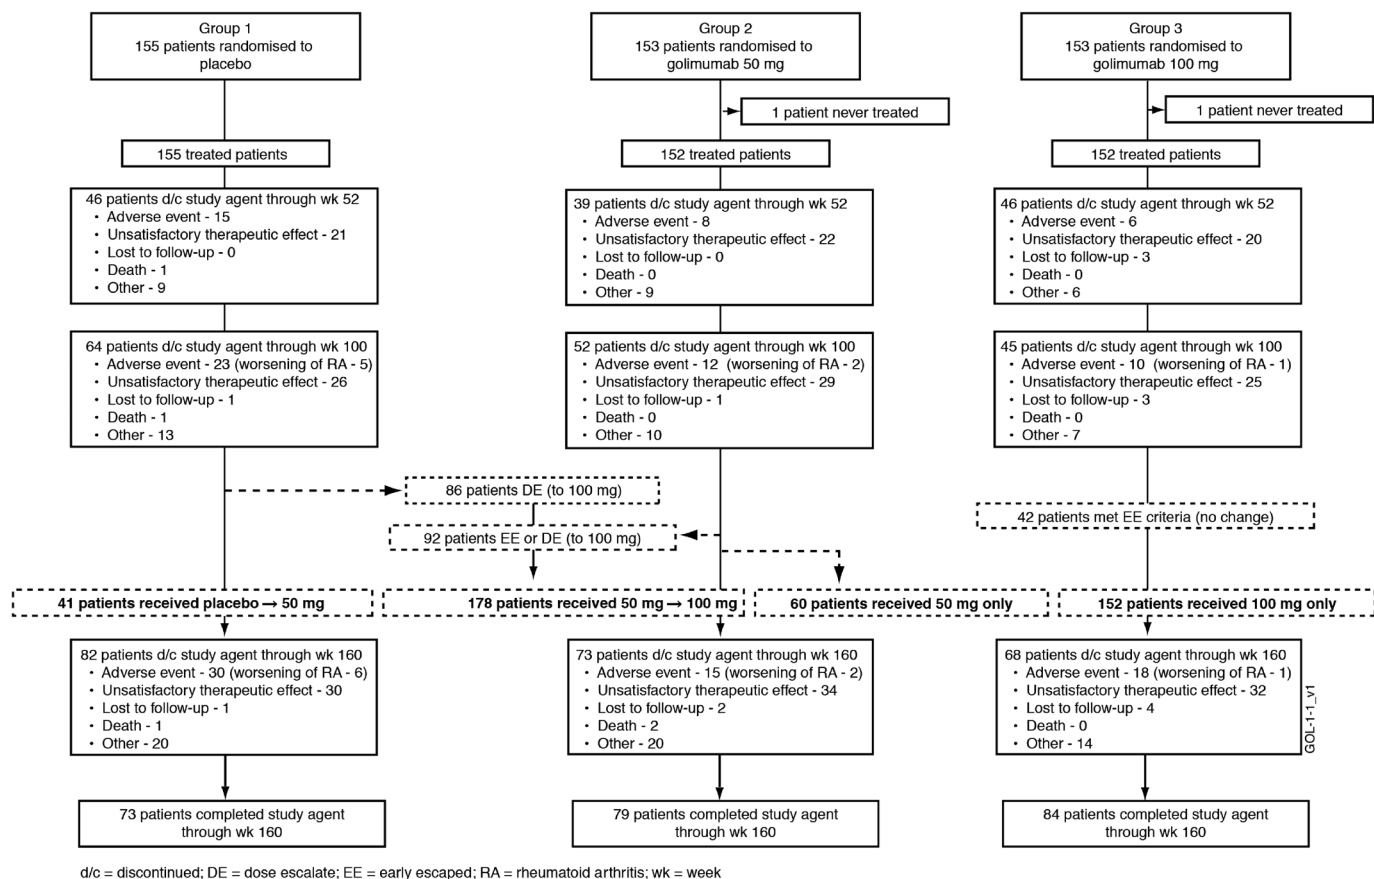 Group 1
155 patients randomised to
placebo
Group 2
153 patients randomised to
golimumab 50 mg
Group 3
153 patients randomised to
golimumab 100 mg
1 patient never treated
1 patient never treated
155 treated patients
152 treated patients
152 treated patients
46 patients d/c study agent through wk 52
• Adverse event - 15
• Unsatisfactory therapeutic effect - 21
• Lost to follow-up - 0
• Death - 1
• Other - 9
39 patients d/c study agent through wk 52
• Adverse event - 8
• Unsatisfactory therapeutic effect - 22
• Lost to follow-up - 0
• Death - 0
• Other - 9
46 patients d/c study agent through wk 52
• Adverse event - 6
• Unsatisfactory therapeutic effect - 20
• Lost to follow-up - 3
• Death - 0
• Other - 6
64 patients d/c study agent through wk 100
• Adverse event - 23 (worsening of RA - 5)
• Unsatisfactory therapeutic effect - 26
• Lost to follow-up - 1
• Death - 1
• Other - 13
52 patients d/c study agent through wk 100
• Adverse event - 12 (worsening of RA - 2)
• Unsatisfactory therapeutic effect - 29
• Lost to follow-up - 1
• Death - 0
• Other - 10
45 patients d/c study agent through wk 100
• Adverse event - 10 (worsening of RA - 1)
• Unsatisfactory therapeutic effect - 25
• Lost to follow-up - 3
• Death - 0
• Other - 7
86 patients DE (to 100 mg)
92 patients EE or DE (to 100 mg)
42 patients met EE criteria (no change)
41 patients received placebo → 50 mg
178 patients received 50 mg → 100 mg
60 patients received 50 mg only
152 patients received 100 mg only
82 patients d/c study agent through wk 160
• Adverse event - 30 (worsening of RA - 6)
• Unsatisfactory therapeutic effect - 30
• Lost to follow-up - 1
• Death - 1
• Other - 20
73 patients d/c study agent through wk 160
• Adverse event - 15 (worsening of RA - 2)
• Unsatisfactory therapeutic effect - 34
• Lost to follow-up - 2
• Death - 2
• Other - 20
68 patients d/c study agent through wk 160
• Adverse event - 18 (worsening of RA - 1)
• Unsatisfactory therapeutic effect - 32
• Lost to follow-up - 4
• Death - 0
• Other - 14
GOL-1-1_v1
73 patients completed study agent
through wk 160
79 patients completed study agent
through wk 160
84 patients completed study agent
through wk 160
d/c = discontinued; DE = dose escalate; EE = early escaped; RA = rheumatoid arthritis; wk = week